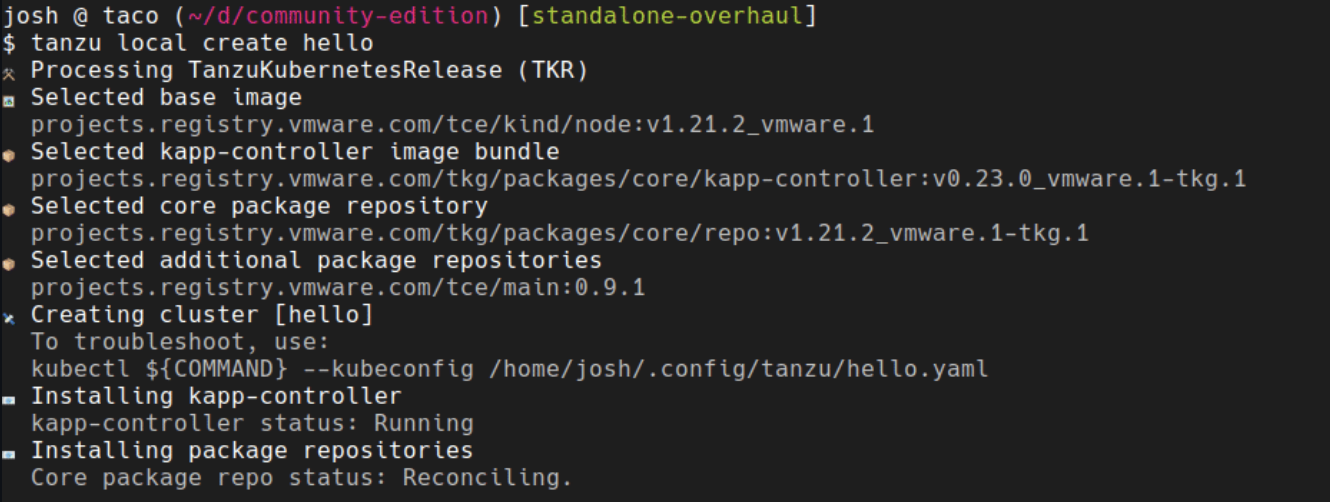 josh @ taco (~/d/community-edition) [standalone-overhaul]
$ tanzu local create hello
Processing TanzuKubernetesRelease (TKR)
Selected base image
projects.registry.vmware.com/tce/kind/node:v1.21.2_vmware.1
Selected kapp-controller image bundle
projects.registry.vmware.com/tkg/packages/core/kapp-controller:v0.23.0_vmware.1-tkg.1
Selected core package repository
projects.registry.vmware.com/tkg/packages/core/repo:v1.21.2_vmware.1-tkg.1
Selected additional package repositories
projects.registry.vmware.com/tce/main:0.9.1
Creating cluster [hello]
To troubleshoot, use:
kubectl ${COMMAND} --kubeconfig /home/josh/.config/tanzu/hello.yaml
Installing kapp-controller
kapp-controller status: Running
Installing package repositories
Core package repo status: Reconciling.